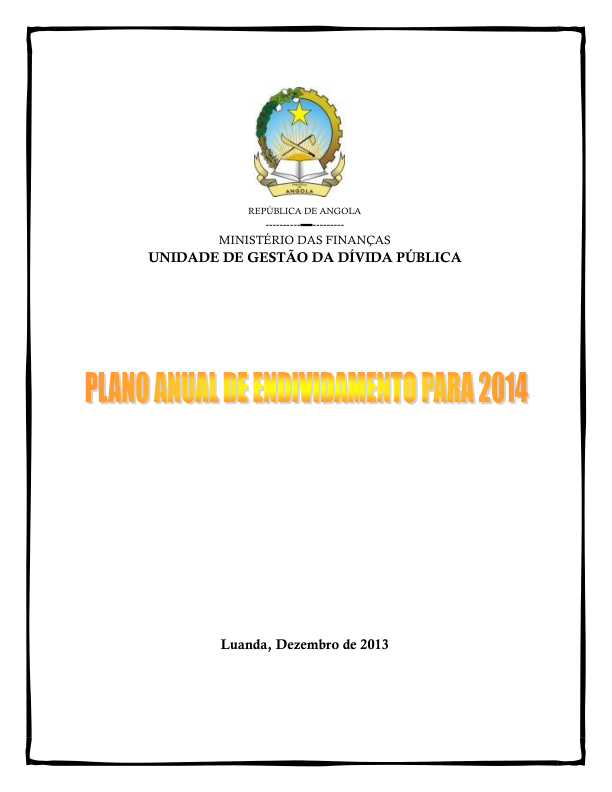 ANGOLA
REPÚBLICA DE ANGOLA
MINISTÉRIO DAS FINANÇAS
UNIDADE DE GESTÃO DA DÍVIDA PÚBLICA
PLANO ANUAL DE ENDIVIDAMENTO PARA 2014
Luanda, Dezembro de 2013